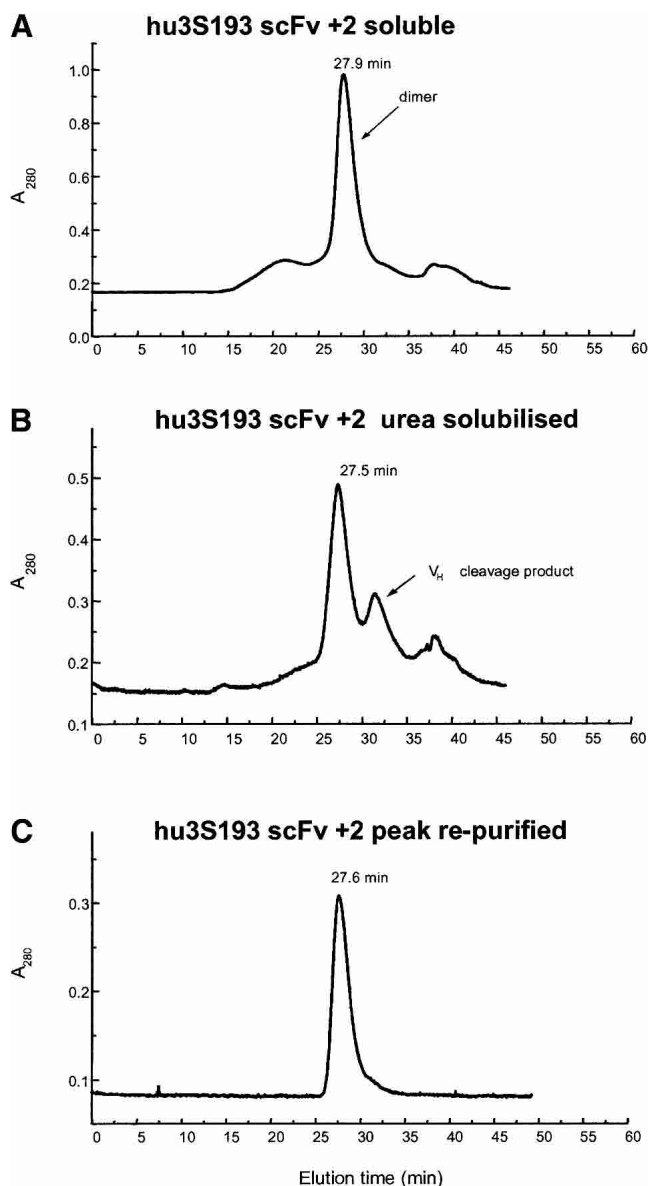 A
hu3S193 scFv +2 soluble
27.9 min
dimer
A280
1.0
0.8
0.6
0.4
0.2
0.0
0 5 10 15 20 25 30 35 40 45 50 55 60
B
hu3S193 scFv +2 urea solubilised
27.5 min
VH cleavage product
A280
0.5
0.4
0.3
0.2
0.1
0 5 10 15 20 25 30 35 40 45 50 55 60
C
hu3S193 scFv +2 peak re-purified
27.6 min
A280
0.3
0.2
0.1
0 5 10 15 20 25 30 35 40 45 50 55 60
Elution time (min)